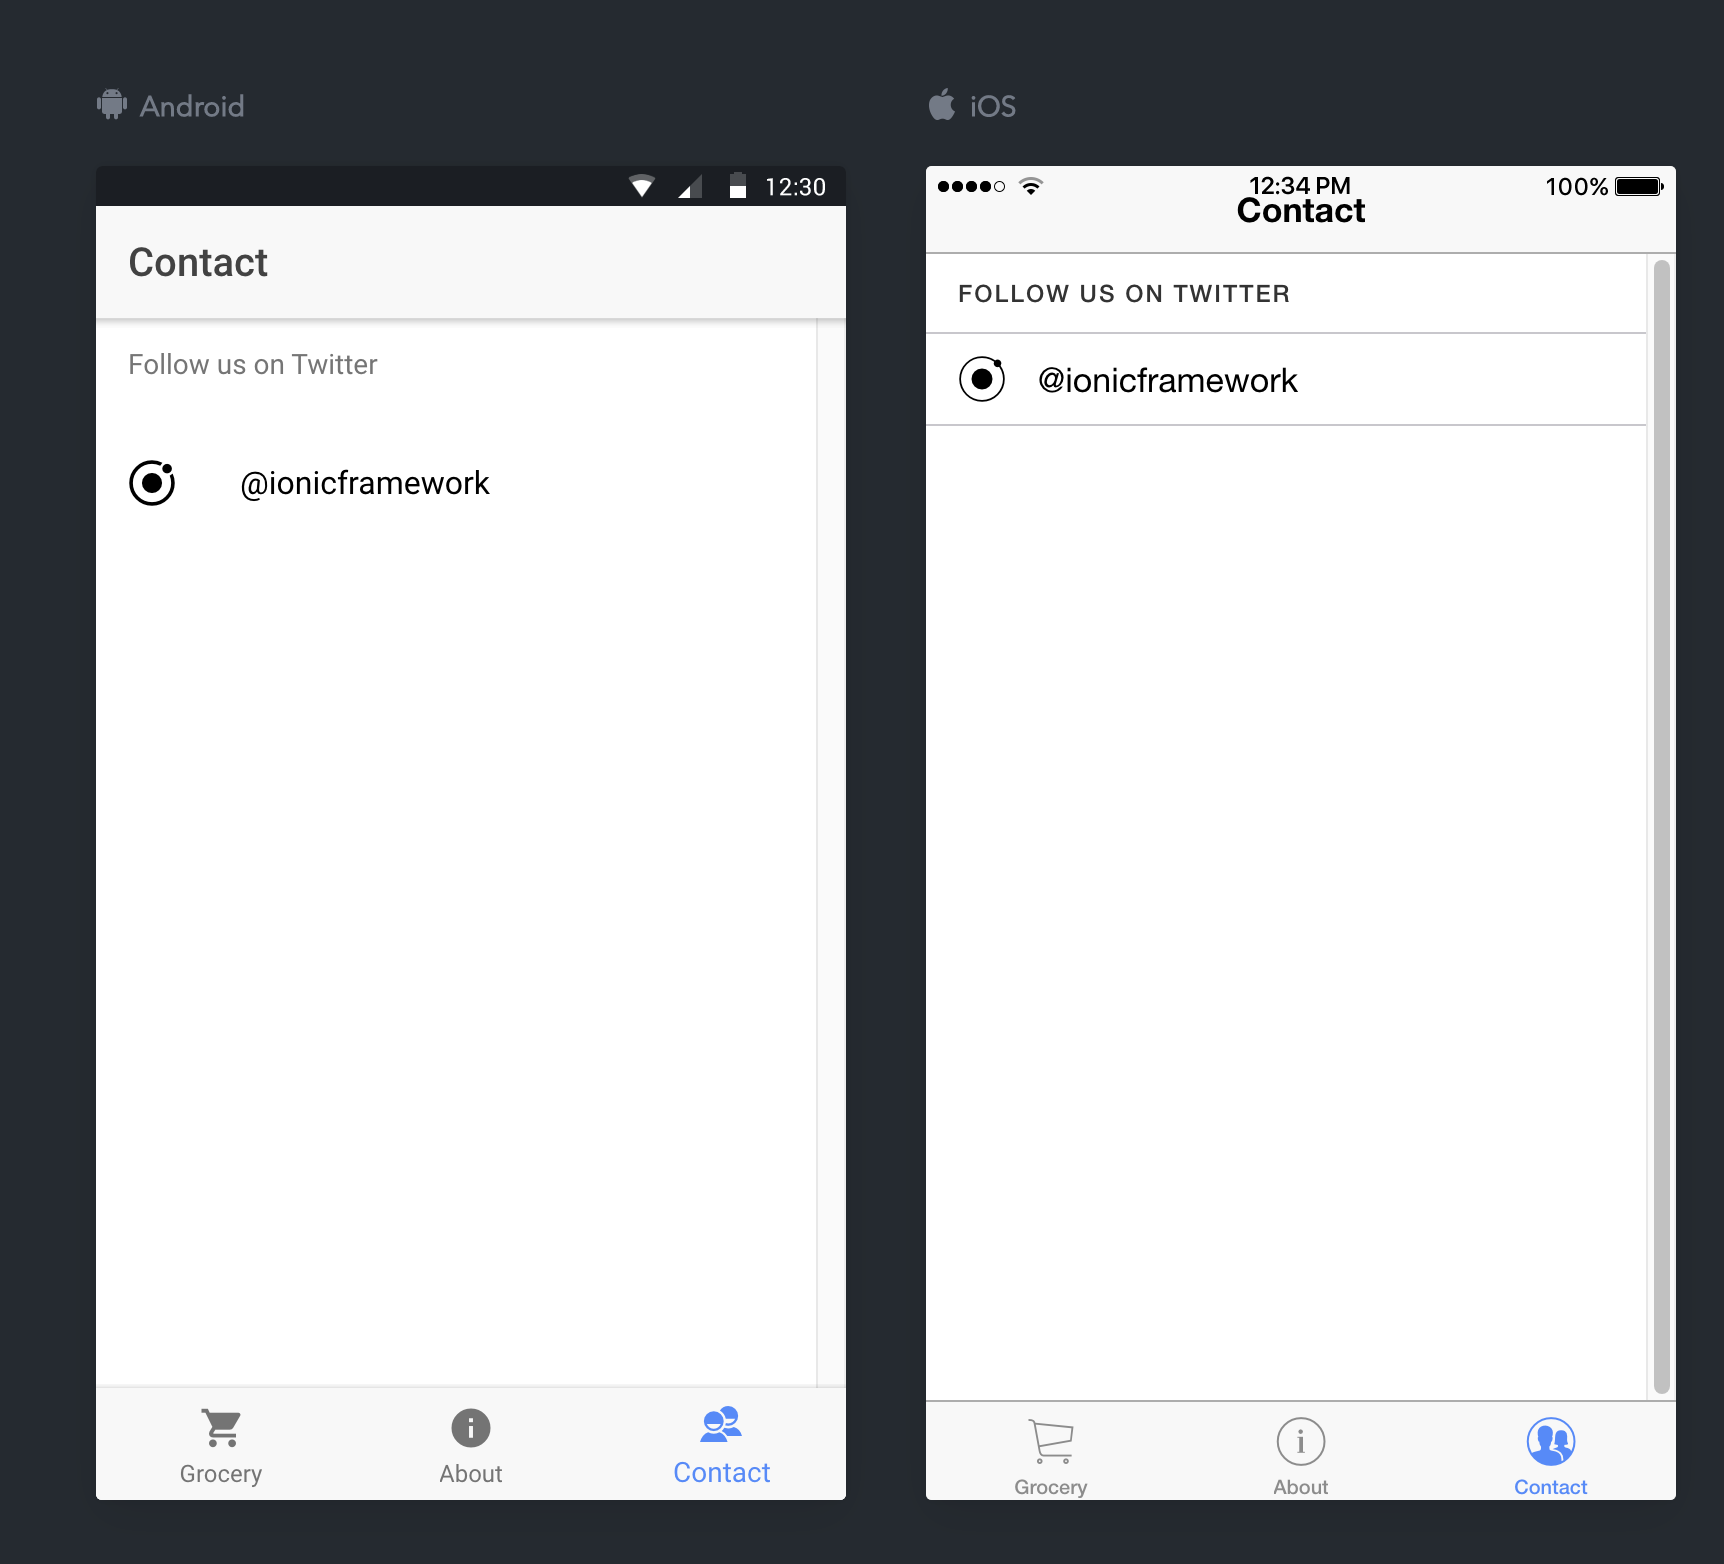 Android
12:30
Contact
Follow us on Twitter
@ionicframework
Grocery
About
Contact
iOS
12:34 PM
100%
Contact
FOLLOW US ON TWITTER
@ionicframework
Grocery
About
Contact